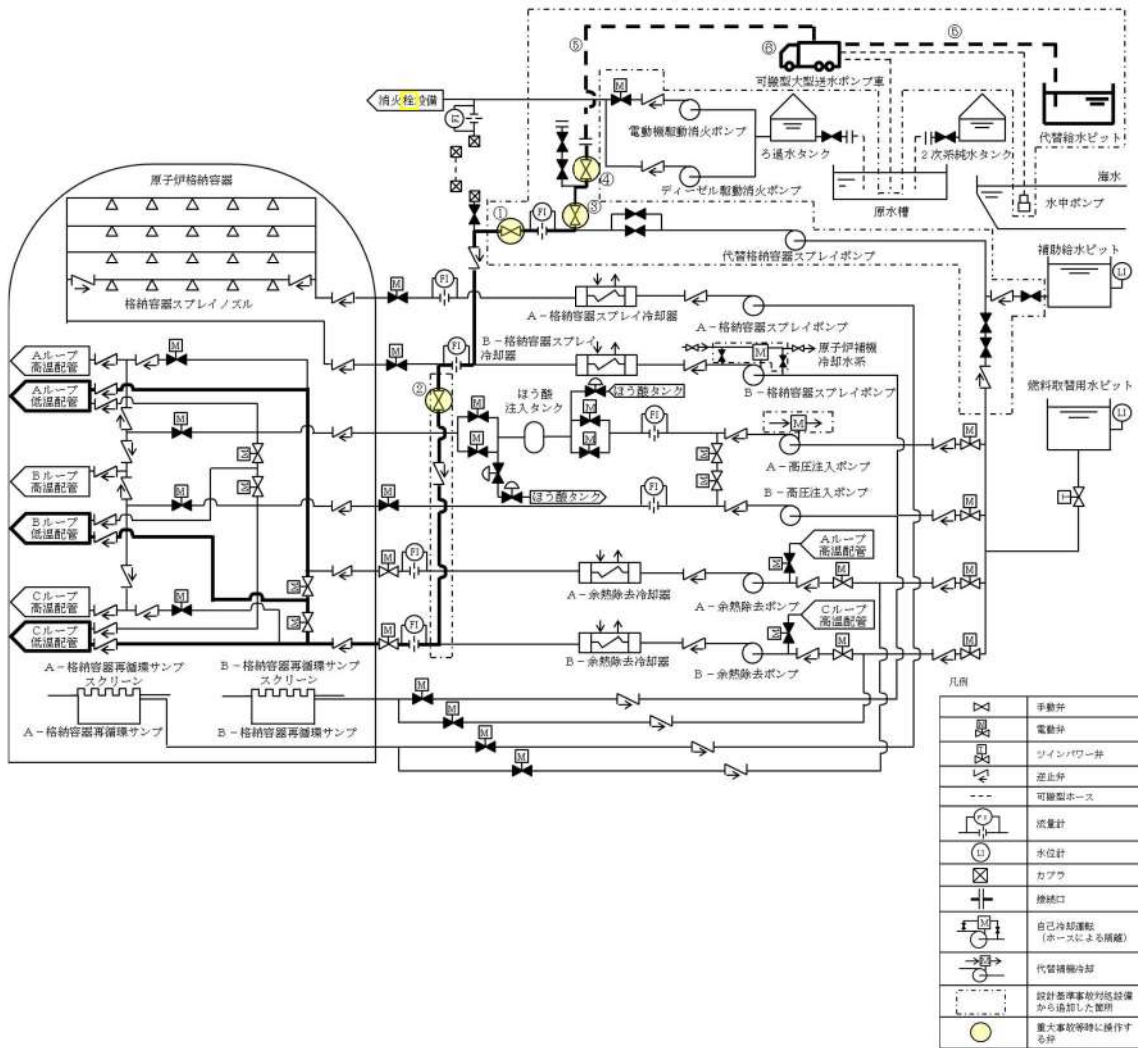 ⑤
⑥
⑥
可搬型大型送水ポンプ車
代替給水ピット
消火栓設備
FI
M
電動機駆動消火ポンプ
ろ過水タンク
2次系純水タンク
ディーゼル駆動消火ポンプ
原水槽
海水
水中ポンプ
④
③
①
FI
代替格納容器スプレイポンプ
補助給水ピット
LI
原子炉格納容器
格納容器スプレイノズル
M
FI
A-格納容器スプレイ冷却器
A-格納容器スプレイポンプ
B-格納容器スプレイ
冷却器
M
FI
M
原子炉補機
冷却水系
B-格納容器スプレイポンプ
燃料取替用水ピット
LI
Aループ
高温配管
M
Aループ
低温配管
②
ほう酸
注入タンク
ほう酸タンク
M
M
M
M
M
FI
M
M
M
A-高圧注入ポンプ
M
Bループ
高温配管
M
M
M
M
ほう酸タンク
FI
B-高圧注入ポンプ
M
T
Bループ
低温配管
Aループ
高温配管
M
FI
M
M
M
M
A-余熱除去冷却器
A-余熱除去ポンプ
Cループ
高温配管
M
M
Cループ
高温配管
Cループ
低温配管
M
FI
M
M
M
B-余熱除去冷却器
B-余熱除去ポンプ
A-格納容器再循環サンプ
スクリーン
B-格納容器再循環サンプ
スクリーン
A-格納容器再循環サンプ
B-格納容器再循環サンプ
M
M
M
M
凡例
手動弁
M
電動弁
T
ツインパワー弁
逆止弁
可搬型ホース
FI
流量計
LI
水位計
カプラ
接続口
M
自己冷却運転
(ホースによる隔離)
M
代替補機冷却
設計基準事故対処設備
から追加した箇所
重大事故等時に操作す
る弁